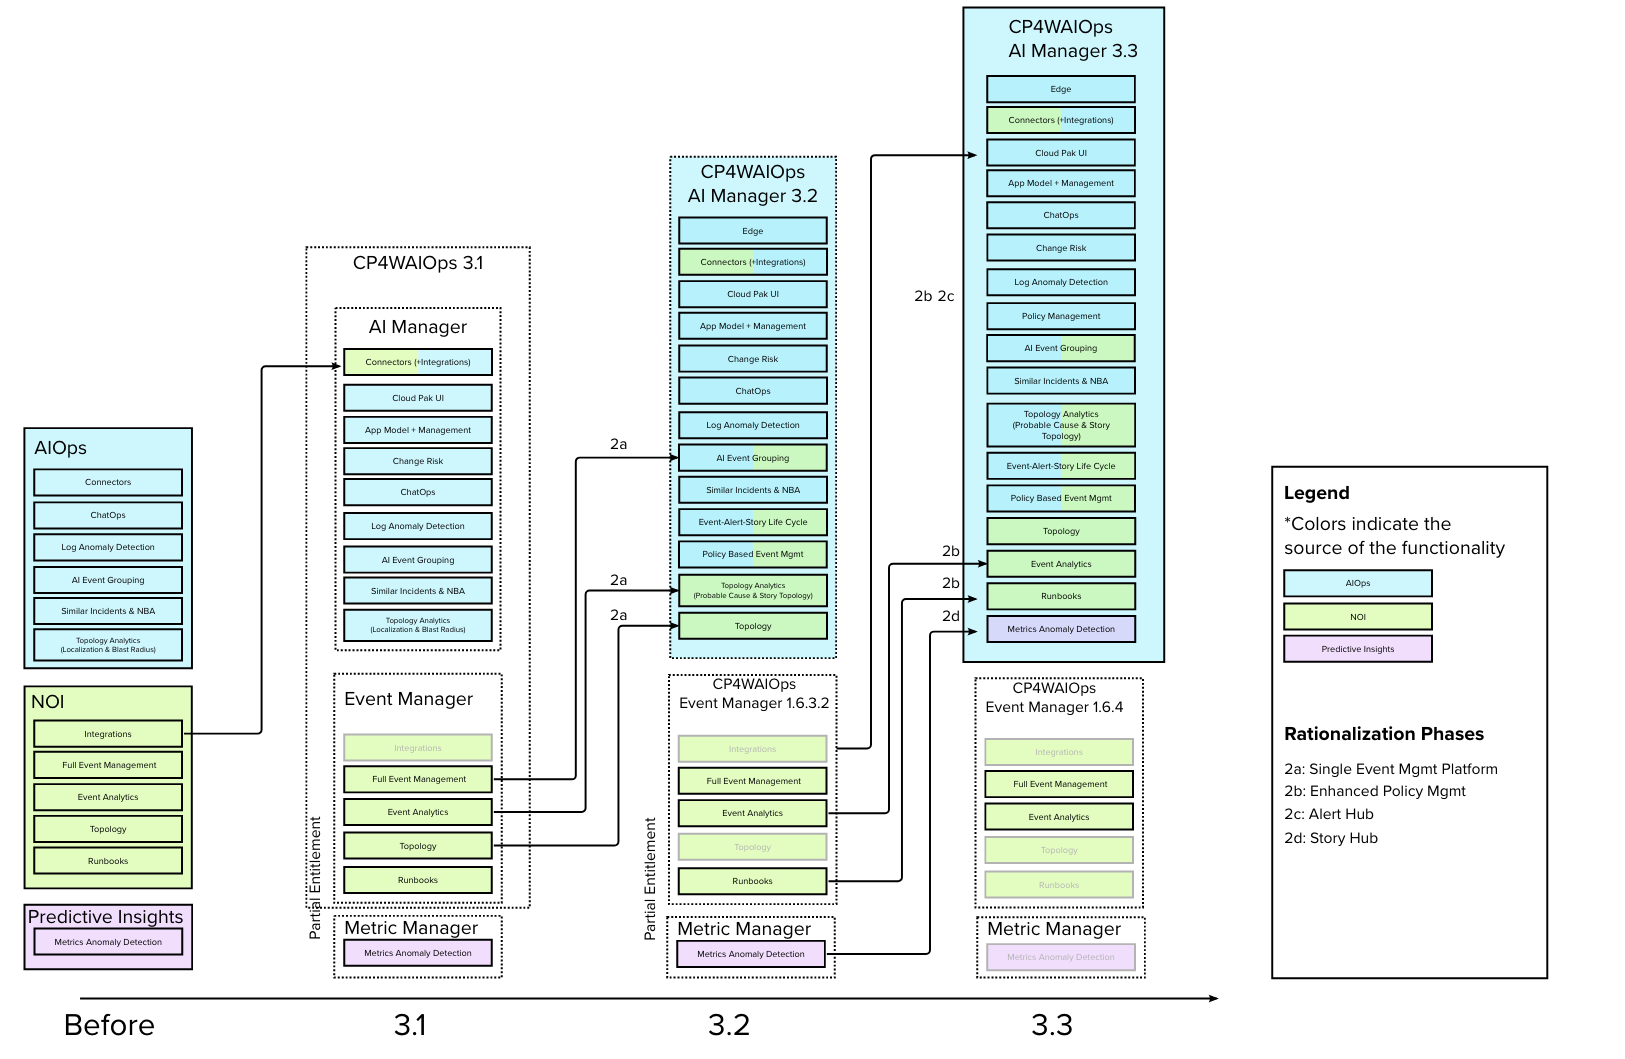 AIOps
Connectors
ChatOps
Log Anomaly Detection
AI Event Grouping
Similar Incidents & NBA
Topology Analytics
(Localization & Blast Radius)
NOI
Integrations
Full Event Management
Event Analytics
Topology
Runbooks
Predictive Insights
Metrics Anomaly Detection
CP4WAIOps 3.1
AI Manager
Connectors (+Integrations)
Cloud Pak UI
App Model + Management
Change Risk
ChatOps
Log Anomaly Detection
AI Event Grouping
Similar Incidents & NBA
Topology Analytics
(Localization & Blast Radius)
Event Manager
Integrations
Full Event Management
Event Analytics
Topology
Runbooks
Partial Entitlement
Metric Manager
Metrics Anomaly Detection
2a
2a
2a
CP4WAIOps
AI Manager 3.2
Edge
Connectors (+Integrations)
Cloud Pak UI
App Model + Management
Change Risk
ChatOps
Log Anomaly Detection
AI Event Grouping
Similar Incidents & NBA
Event-Alert-Story Life Cycle
Policy Based Event Mgmt
Topology Analytics
(Probable Cause & Story Topology)
Topology
CP4WAIOps
Event Manager 1.6.3.2
Integrations
Full Event Management
Event Analytics
Topology
Runbooks
Partial Entitlement
Metric Manager
Metrics Anomaly Detection
2b 2c
2b
2b
2d
CP4WAIOps
AI Manager 3.3
Edge
Connectors (+Integrations)
Cloud Pak UI
App Model + Management
ChatOps
Change Risk
Log Anomaly Detection
Policy Management
AI Event Grouping
Similar Incidents & NBA
Topology Analytics
(Probable Cause & Story
Topology)
Event-Alert-Story Life Cycle
Policy Based Event Mgmt
Topology
Event Analytics
Runbooks
Metrics Anomaly Detection
CP4WAIOps
Event Manager 1.6.4
Integrations
Full Event Management
Event Analytics
Topology
Runbooks
Metric Manager
Metrics Anomaly Detection
Legend
*Colors indicate the
source of the functionality
AIOps
NOI
Predictive Insights
Rationalization Phases
2a: Single Event Mgmt Platform
2b: Enhanced Policy Mgmt
2c: Alert Hub
2d: Story Hub
Before
3.1
3.2
3.3